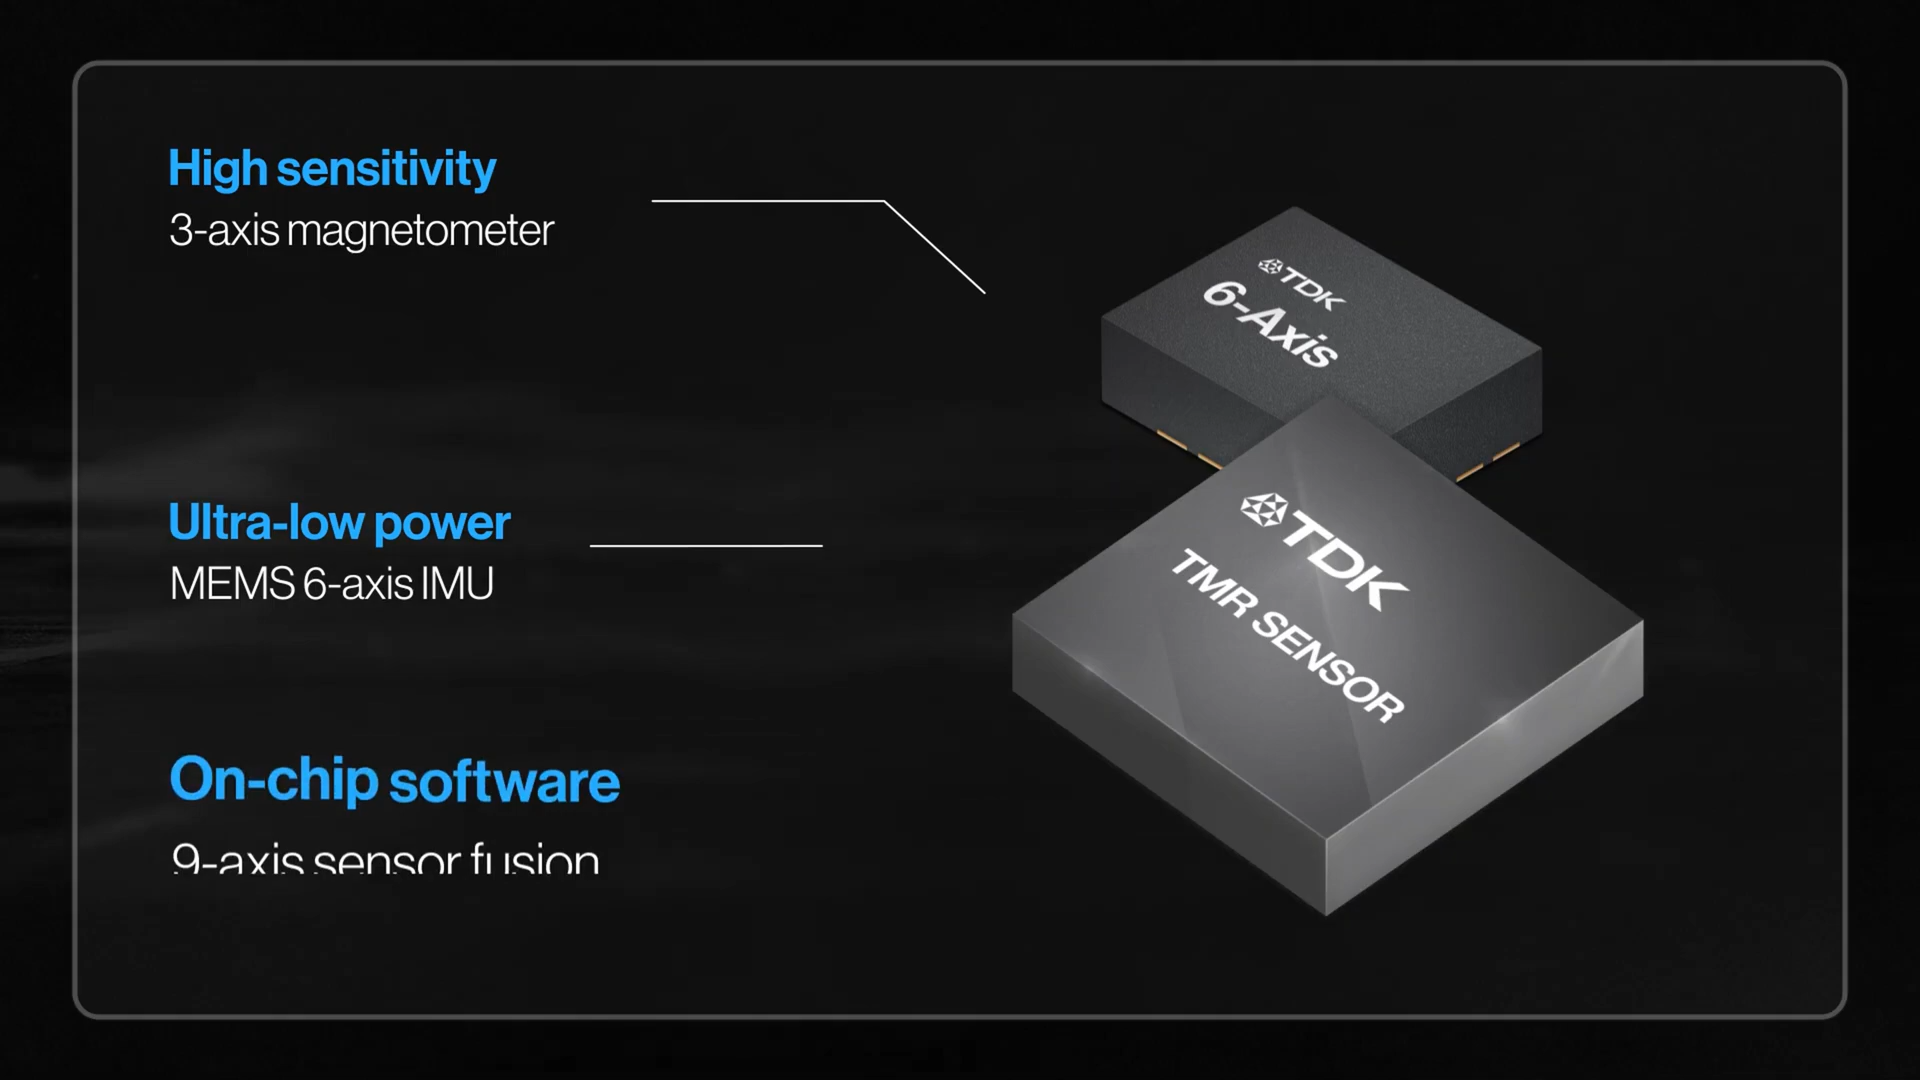 High sensitivity
3-axis magnetometer
Ultra-low power
MEMS 6-axis IMU
On-chip software
9-axis sensor fusion
TDK
6-Axis
TDK
TMR SENSOR